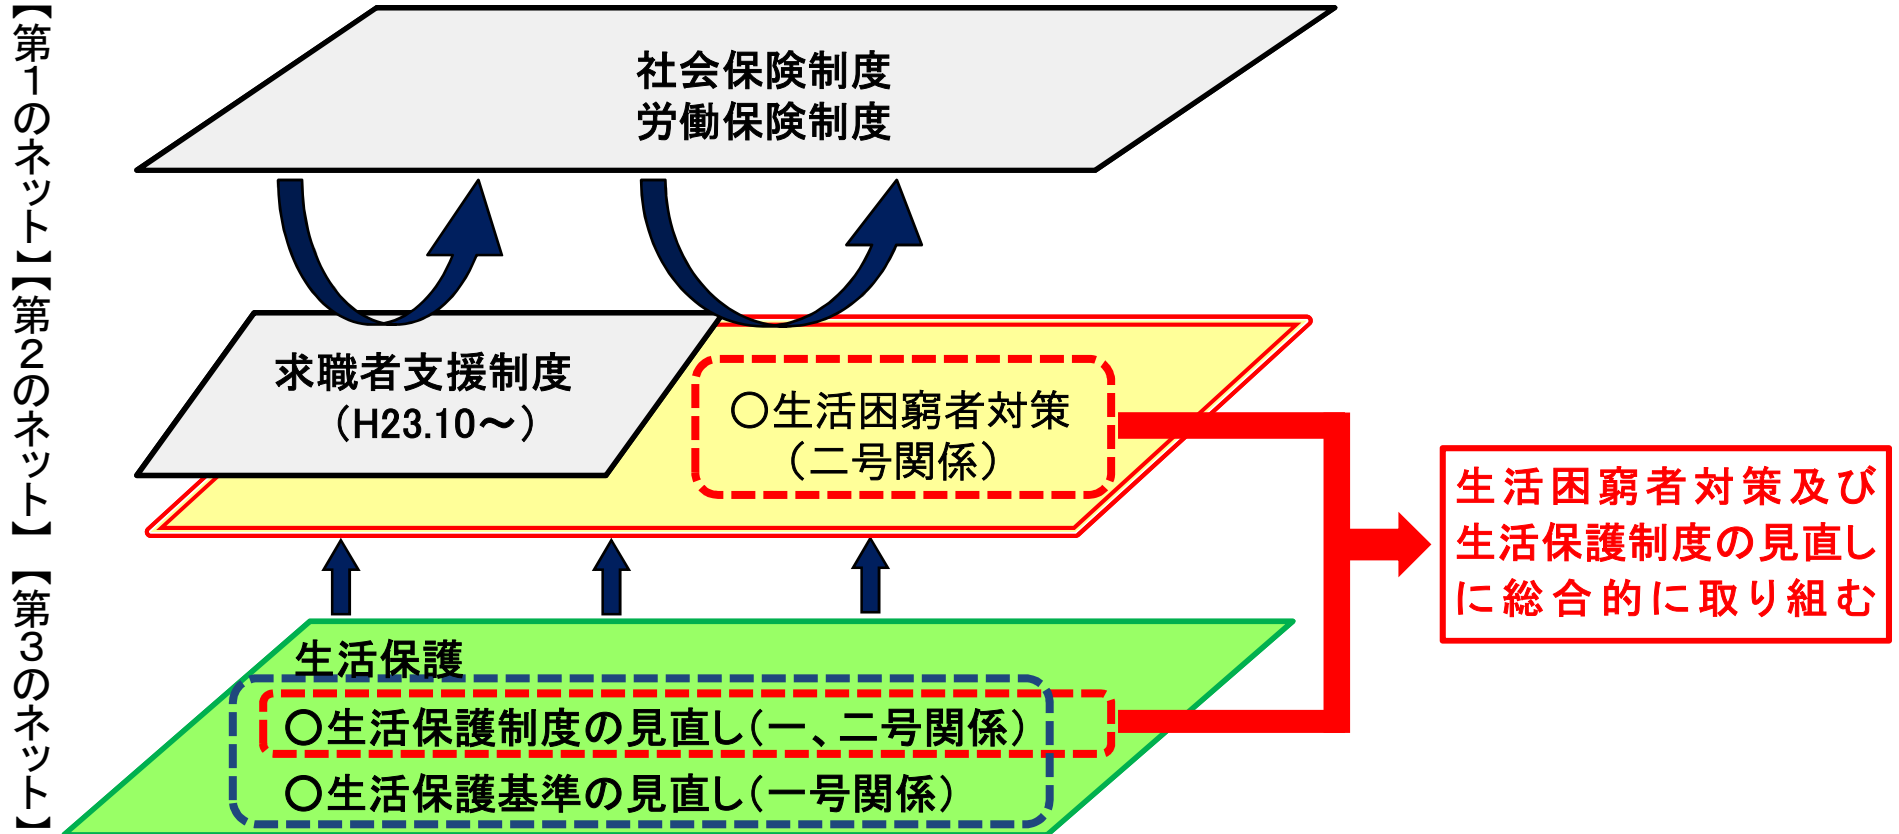 【第1のネット】
社会保険制度
労働保険制度
【第2のネット】
求職者支援制度
（H23.10～）
○生活困窮者対策
（二号関係）
【第3のネット】
生活保護
○生活保護制度の見直し（一、二号関係）
○生活保護基準の見直し（一号関係）
生活困窮者対策及び
生活保護制度の見直し
に総合的に取り組む